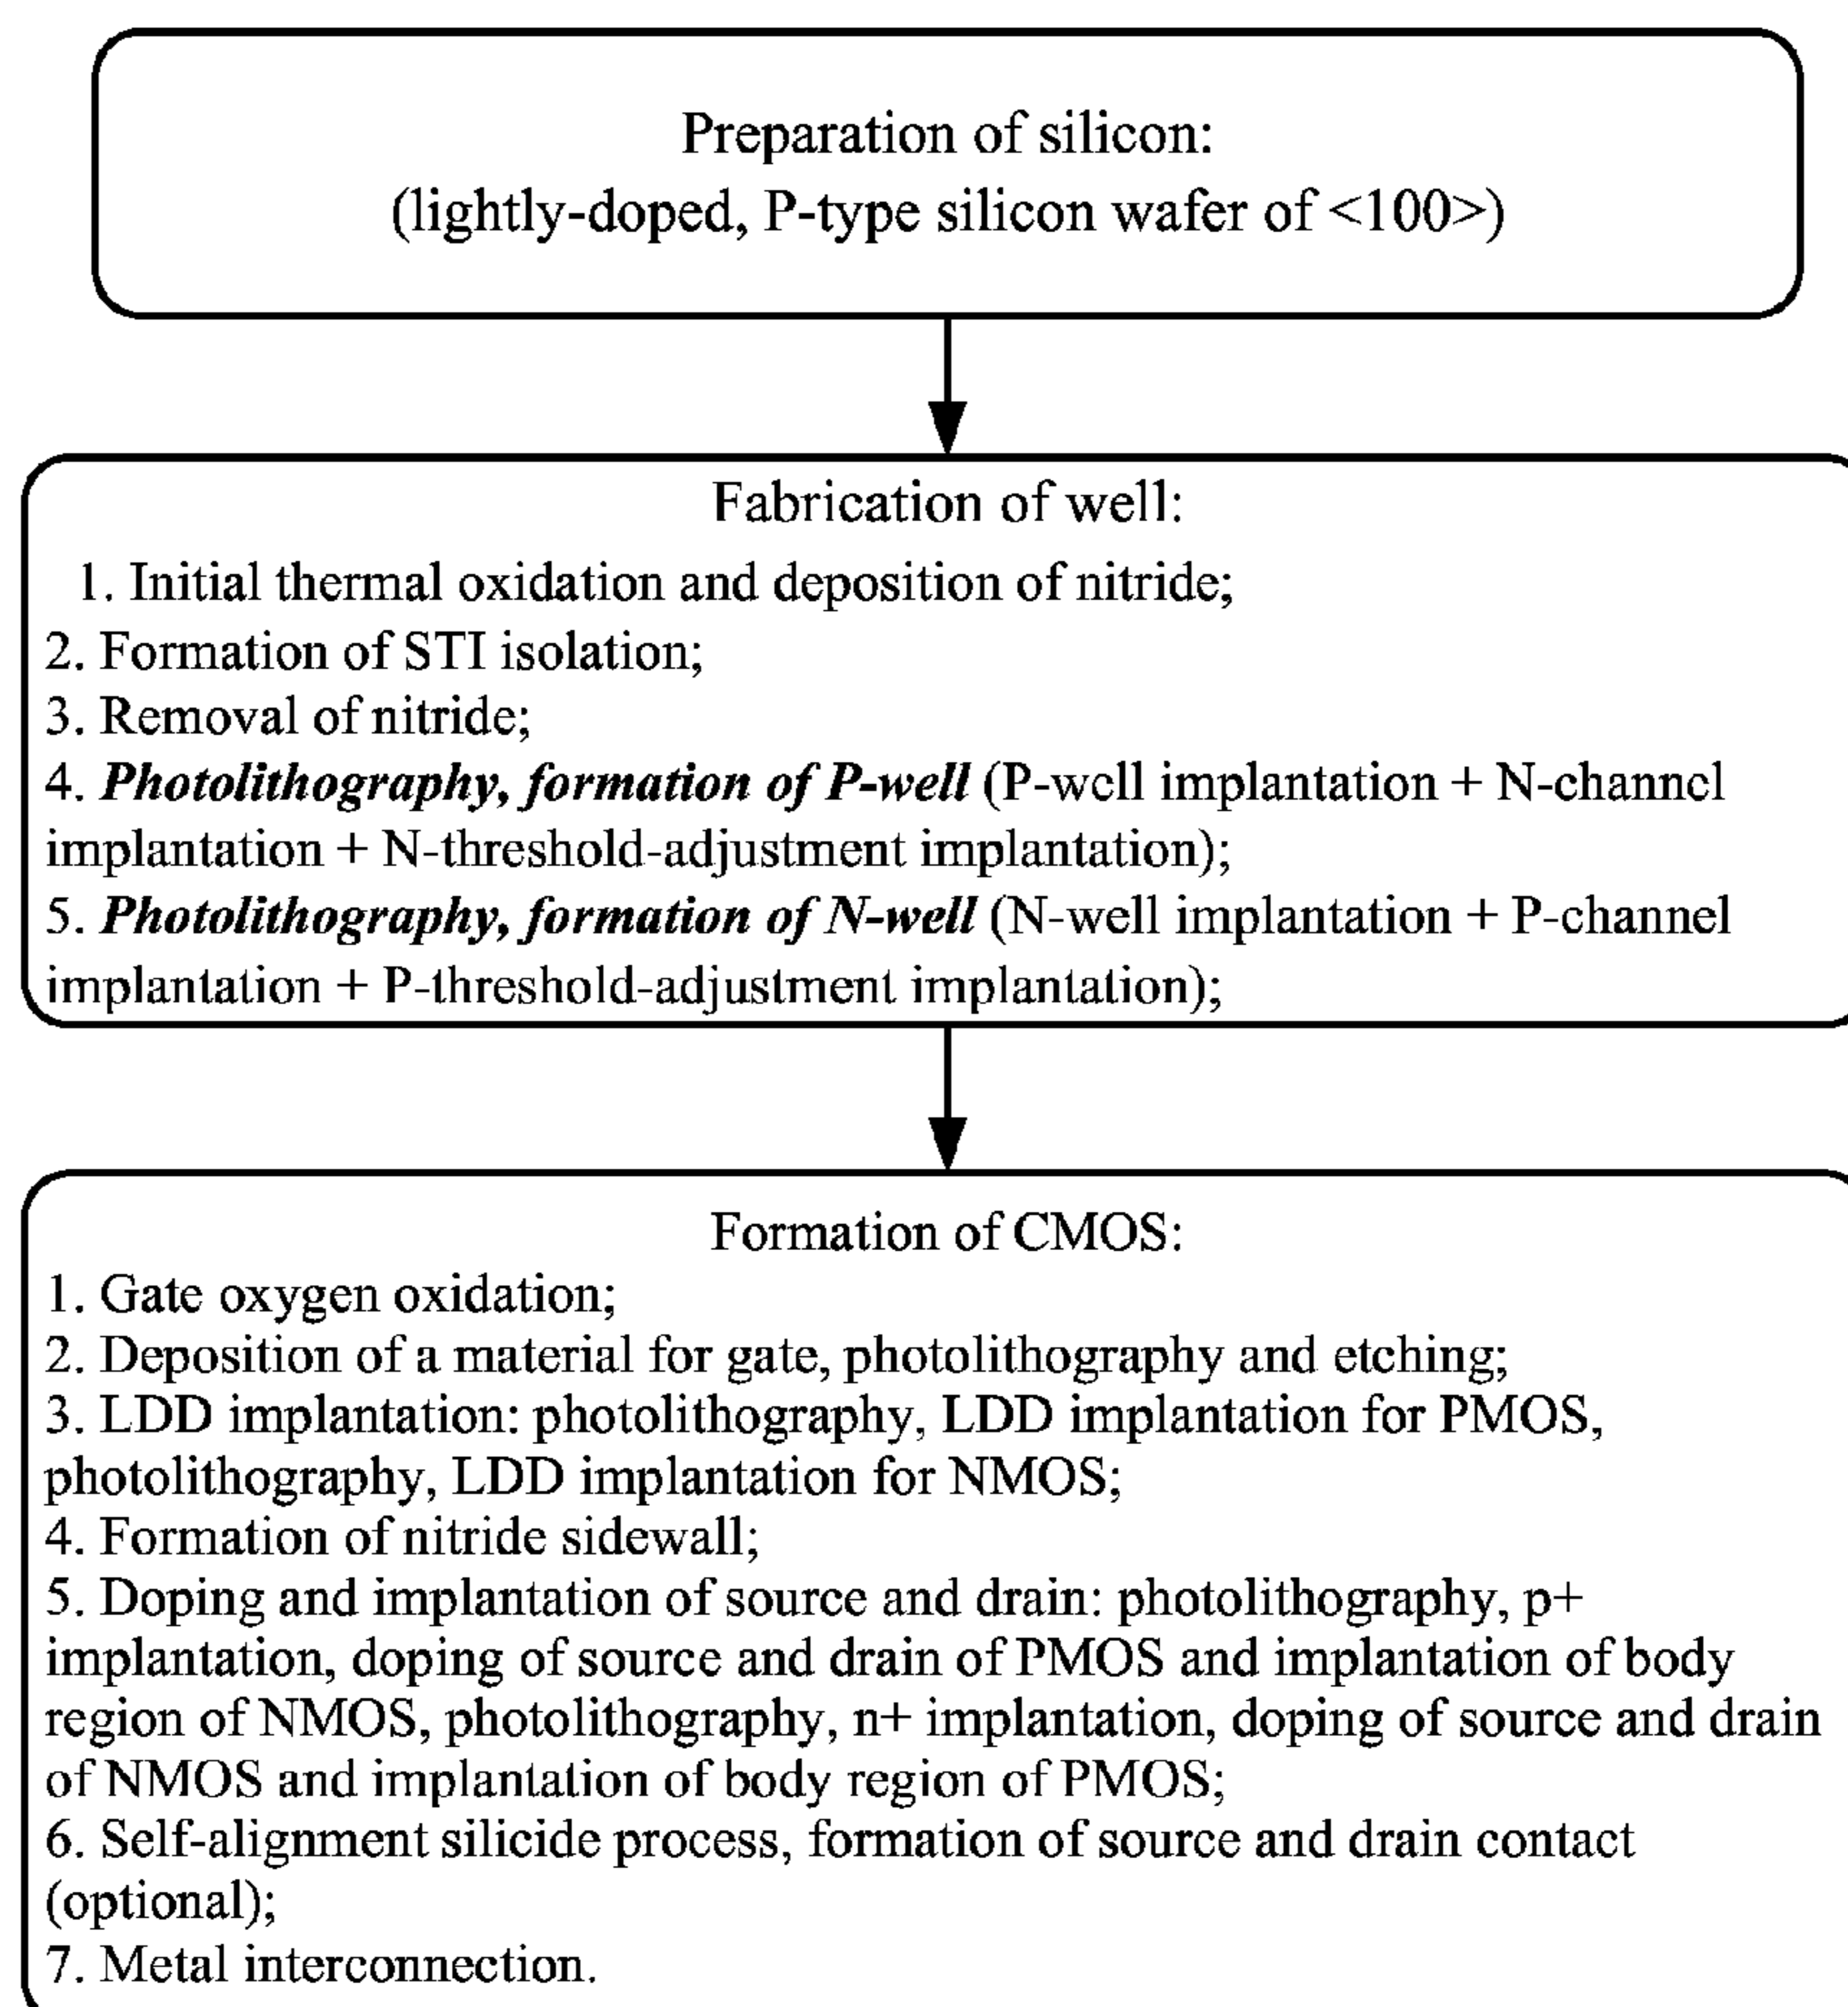 Preparation of silicon:
(lightly-doped, P-type silicon wafer of <100>)
Fabrication of well:
1. Initial thermal oxidation and deposition of nitride;
2. Formation of STI isolation;
3. Removal of nitride;
4. Photolithography, formation of P-well (P-well implantation + N-channel
implantation + N-threshold-adjustment implantation);
5. Photolithography, formation of N-well (N-well implantation + P-channel
implantation + P-threshold-adjustment implantation);
Formation of CMOS:
1. Gate oxygen oxidation;
2. Deposition of a material for gate, photolithography and etching;
3. LDD implantation: photolithography, LDD implantation for PMOS,
photolithography, LDD implantation for NMOS;
4. Formation of nitride sidewall;
5. Doping and implantation of source and drain: photolithography, p+
implantation, doping of source and drain of PMOS and implantation of body
region of NMOS, photolithography, n+ implantation, doping of source and drain
of NMOS and implantation of body region of PMOS;
6. Self-alignment silicide process, formation of source and drain contact
(optional);
7. Metal interconnection.